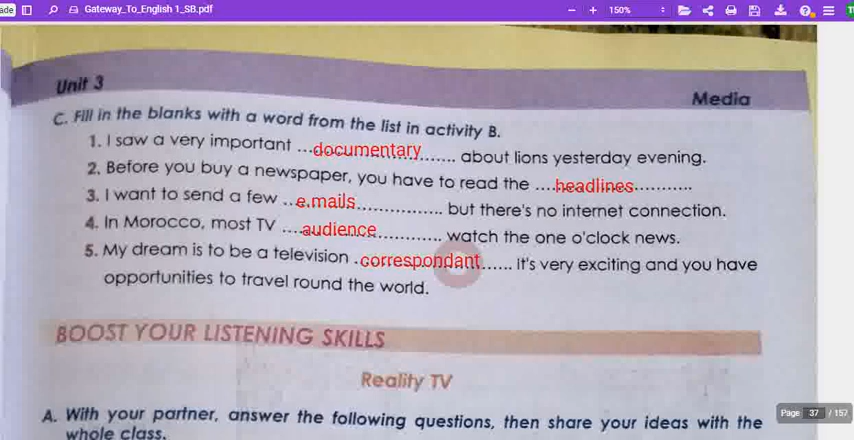 ade Gateway_To_English 1_SB.pdf − + 150%
Unit 3 Media
C. Fill in the blanks with a word from the list in activity B.
1. I saw a very important ...documentary....... about lions yesterday evening.
2. Before you buy a newspaper, you have to read the ....headlines...........
3. I want to send a few ..e.mails................ but there's no internet connection.
4. In Morocco, most TV ....audience............ watch the one o'clock news.
5. My dream is to be a television .correspondant...... It's very exciting and you have
opportunities to travel round the world.
BOOST YOUR LISTENING SKILLS
Reality TV
A. With your partner, answer the following questions, then share your ideas with the
whole class.
Page 37 / 157